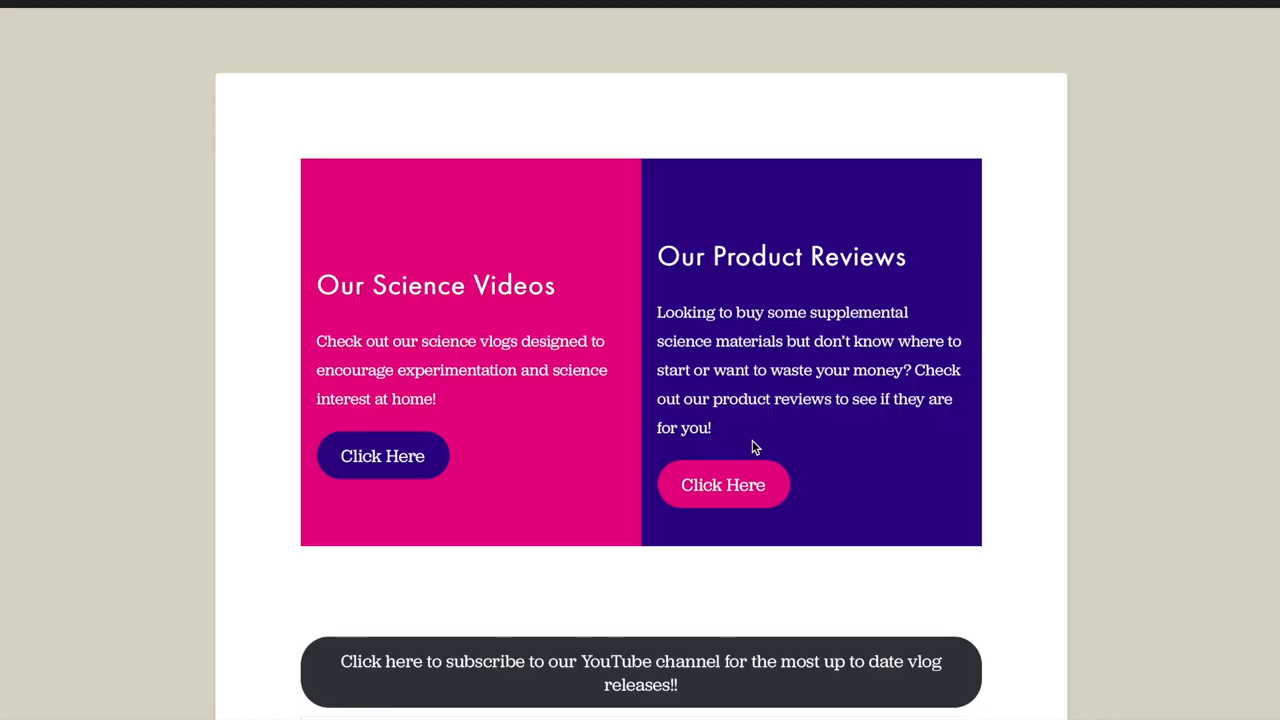 Our Science Videos
Check out our science vlogs designed to
encourage experimentation and science
interest at home!
Click Here
Our Product Reviews
Looking to buy some supplemental
science materials but don’t know where to
start or want to waste your money? Check
out our product reviews to see if they are
for you!
Click Here
Click here to subscribe to our YouTube channel for the most up to date vlog
releases!!